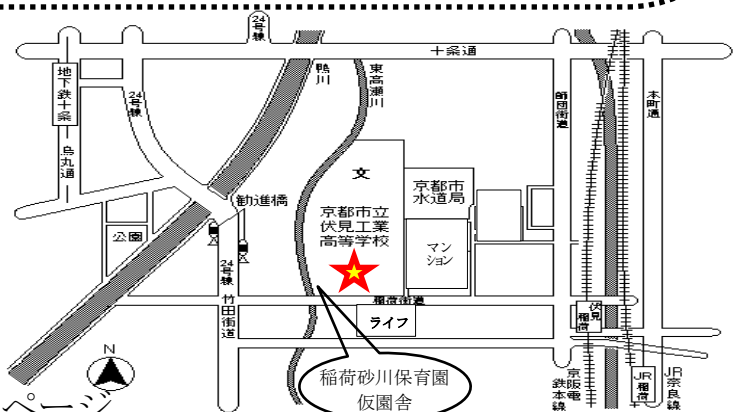 24号線
十条通
地下鉄十条
烏丸通
24号線
鴨川
東高瀬川
師団街道
本町通
文
京都市立
伏見工業
高等学校
京都市
水道局
マン
ション
勧進橋
公園
24号線
竹田街道
稲荷街道
ライフ
伏見
稲荷
N
稲荷砂川保育園
仮園舎
京阪電
鉄本線
JR
稲荷
JR奈良線
ページ